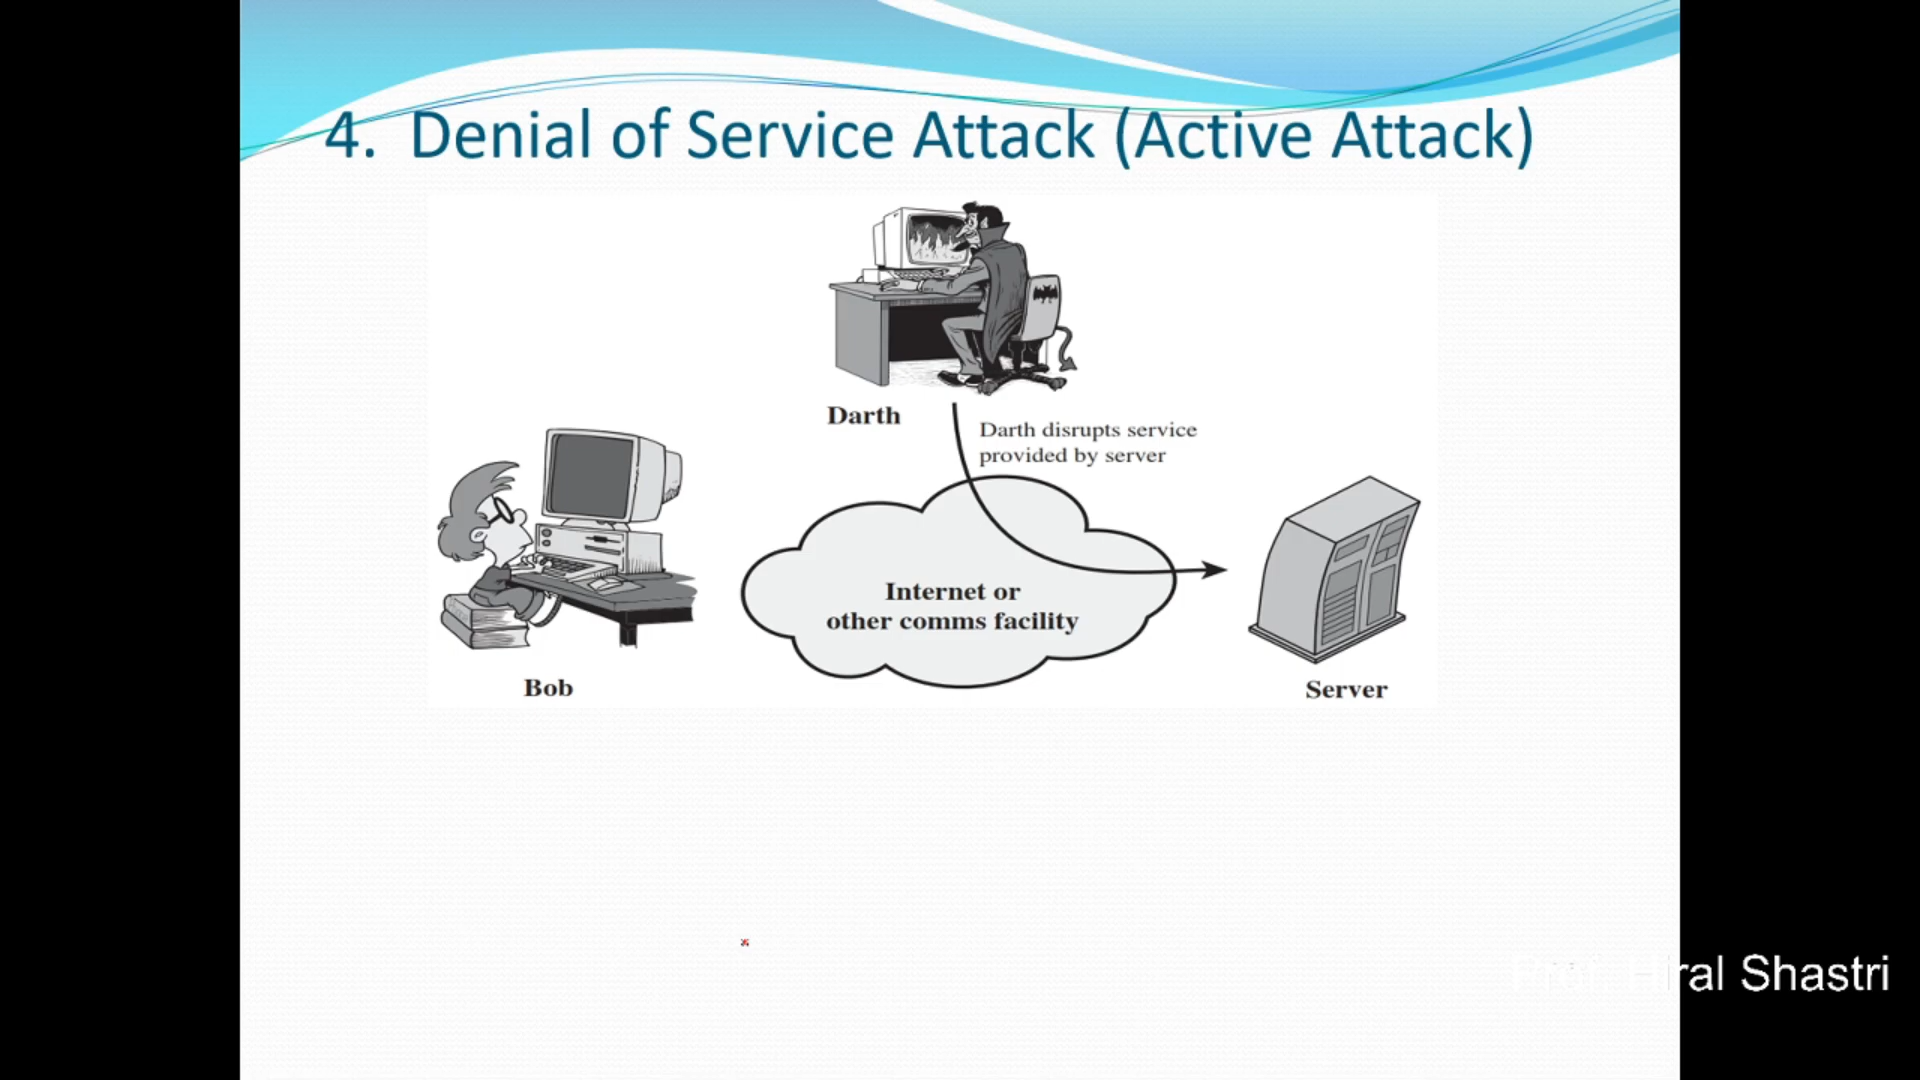 4. Denial of Service Attack (Active Attack)
Darth
Darth disrupts service
provided by server
Internet or
other comms facility
Bob
Server
Shastri